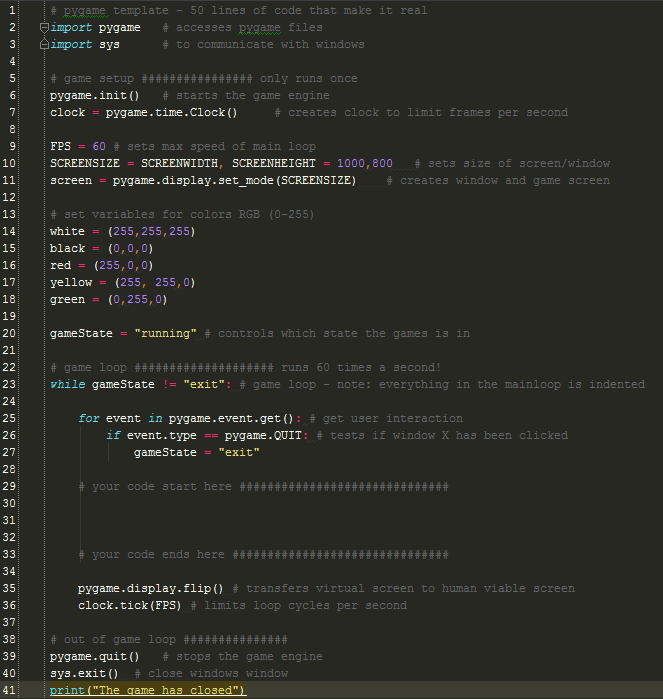 1 # pygame template - 50 lines of code that make it real
2 import pygame # accesses pygame files
3 import sys # to communicate with windows
4
5 # game setup ################ only runs once
6 pygame.init() # starts the game engine
7 clock = pygame.time.Clock() # creates clock to limit frames per second
8
9 FPS = 60 # sets max speed of main loop
10 SCREENSIZE = SCREENWIDTH, SCREENHEIGHT = 1000,800 # sets size of screen/window
11 screen = pygame.display.set_mode(SCREENSIZE) # creates window and game screen
12
13 # set variables for colors RGB (0-255)
14 white = (255,255,255)
15 black = (0,0,0)
16 red = (255,0,0)
17 yellow = (255, 255,0)
18 green = (0,255,0)
19
20 gameState = "running" # controls which state the games is in
21
22 # game loop #################### runs 60 times a second!
23 while gameState != "exit": # game loop - note: everything in the mainloop is indented
24
25 for event in pygame.event.get(): # get user interaction
26 if event.type == pygame.QUIT: # tests if window X has been clicked
27 gameState = "exit"
28
29 # your code start here ##############################
30
31
32
33 # your code ends here ###############################
34
35 pygame.display.flip() # transfers virtual screen to human viable screen
36 clock.tick(FPS) # limits loop cycles per second
37
38 # out of game loop ###############
39 pygame.quit() # stops the game engine
40 sys.exit() # close windows window
41 print("The game has closed")